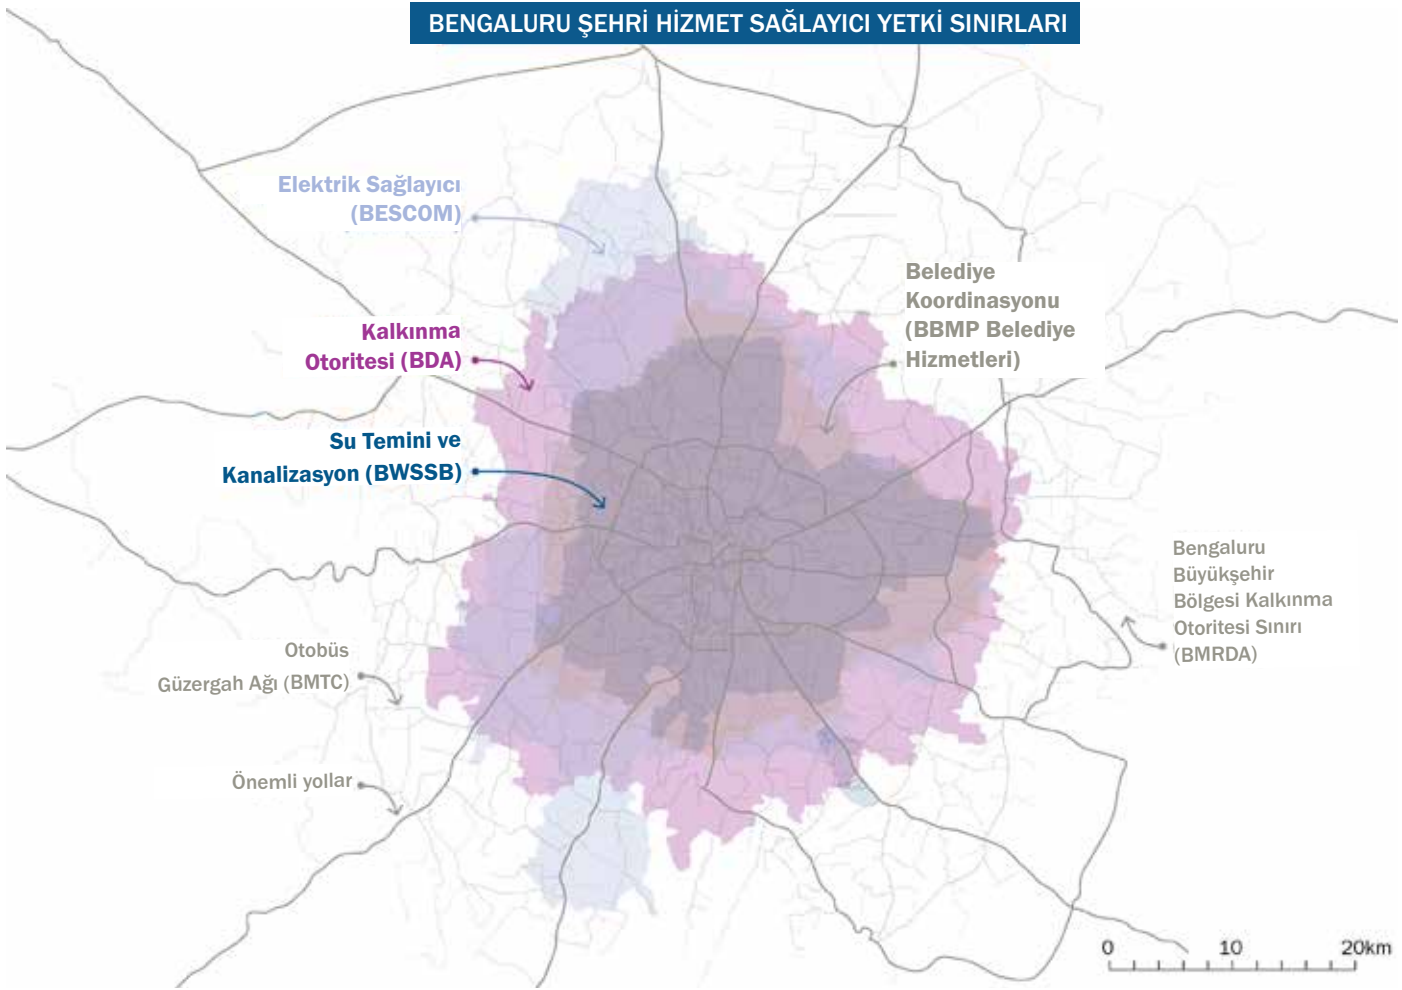 BENGALURU ŞEHRİ HİZMET SAĞLAYICI YETKİ SINIRLARI
Elektrik Sağlayıcı
(BESCOM)
Belediye
Koordinasyonu
(BBMP Belediye
Hizmetleri)
Kalkınma
Otoritesi (BDA)
Su Temini ve
Kanalizasyon (BWSSB)
Bengaluru
Büyükşehir
Bölgesi Kalkınma
Otoritesi Sınırı
(BMRDA)
Otobüs
Güzergah Ağı (BMTC)
Önemli yollar
0 10 20km